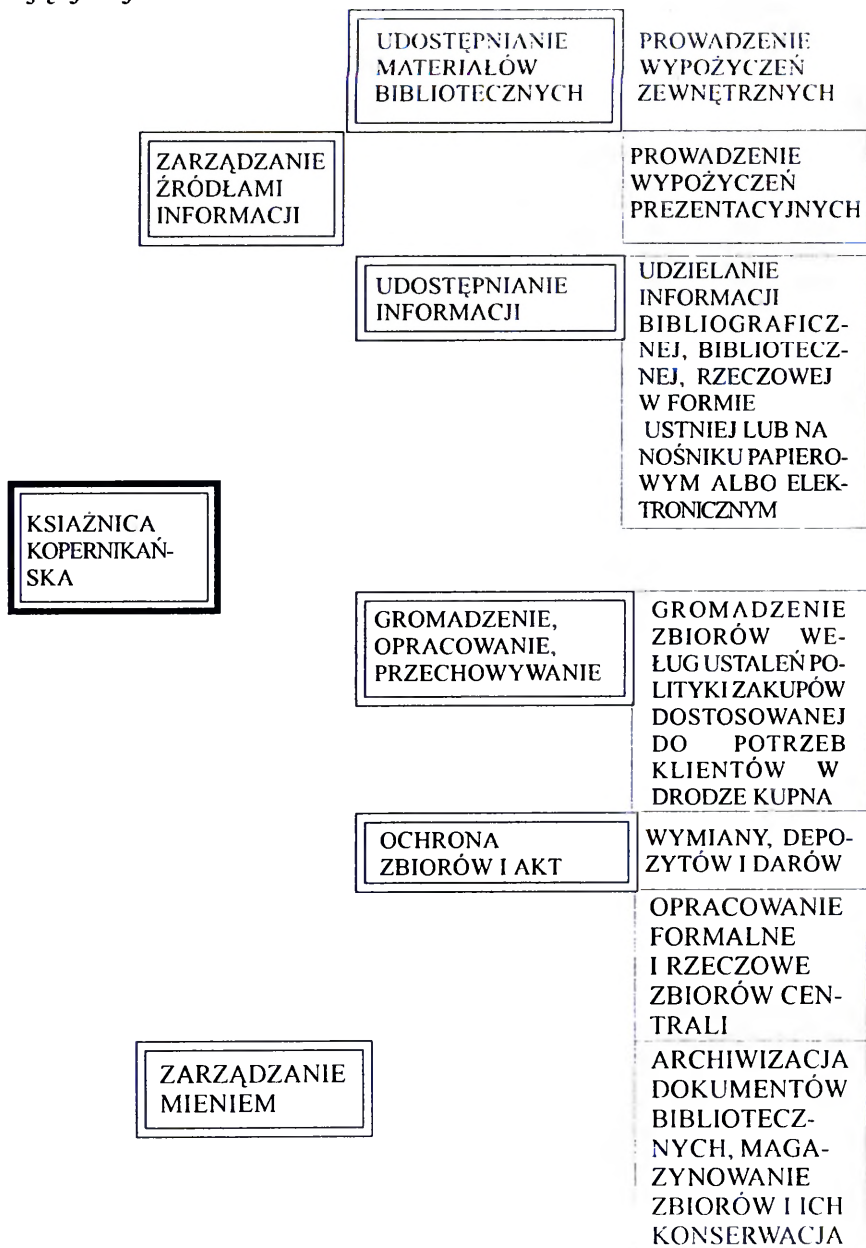 UDOSTĘPNIANIE
MATERIAŁÓW
BIBLIOTECZNYCH
PROWADZENIE
WYPOŻYCZEŃ
ZEWNĘTRZNYCH
ZARZĄDZANIE
ŹRÓDŁAMI
INFORMACJI
PROWADZENIE
WYPOŻYCZEŃ
PREZENTACYJNYCH
UDOSTĘPNIANIE
INFORMACJI
UDZIELANIE
INFORMACJI
BIBLIOGRAFICZ-
NEJ, BIBLIOTECZ-
NEJ, RZECZOWEJ
W FORMIE
USTNIEJ LUB NA
NOŚNIKU PAPIERO-
WYM ALBO ELEK-
TRONICZNYM
KSIAŻNICA
KOPERNIKAŃ-
SKA
GROMADZENIE,
OPRACOWANIE,
PRZECHOWYWANIE
GROMADZENIE
ZBIORÓW WE-
ŁUG USTALEŃ PO-
LITYKI ZAKUPÓW
DOSTOSOWANEJ
DO POTRZEB
KLIENTÓW W
DRODZE KUPNA
OCHRONA
ZBIORÓW I AKT
WYMIANY, DEPO-
ZYTÓW I DARÓW
OPRACOWANIE
FORMALNE
I RZECZOWE
ZBIORÓW CEN-
TRALI
ZARZĄDZANIE
MIENIEM
ARCHIWIZACJA
DOKUMENTÓW
BIBLIOTECZ-
NYCH, MAGA-
ZYNOWANIE
ZBIORÓW I ICH
KONSERWACJA